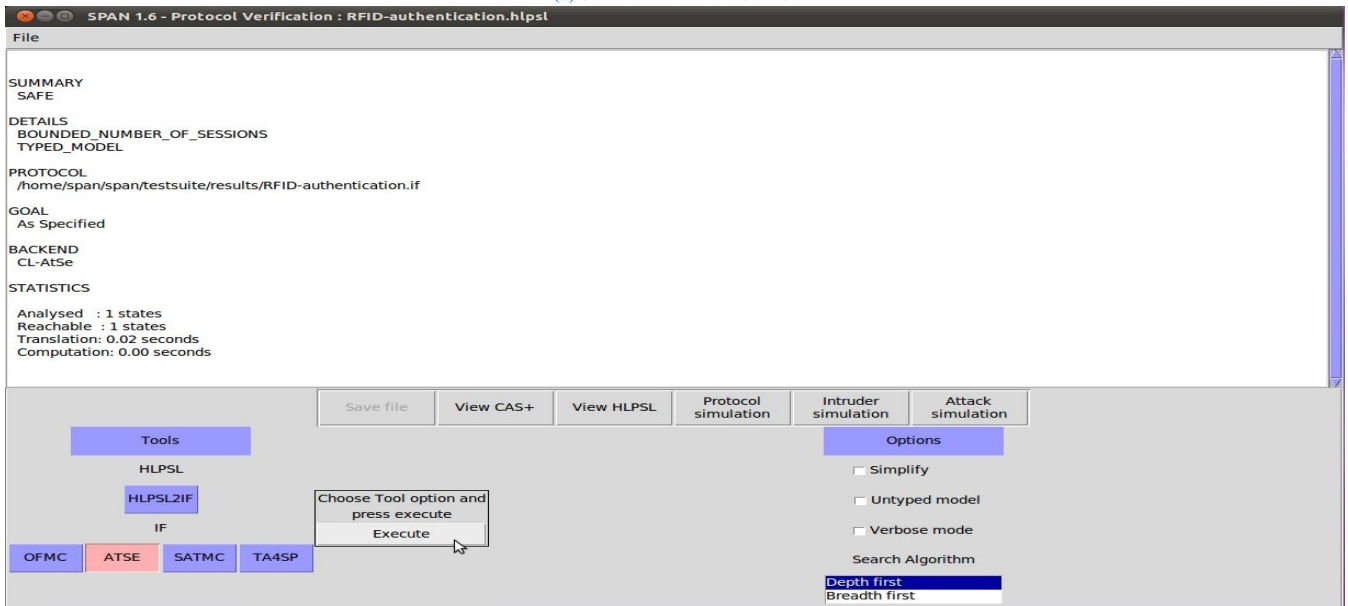 SPAN 1.6 - Protocol Verification : RFID-authentication.hlpsl
File
SUMMARY
SAFE
DETAILS
BOUNDED_NUMBER_OF_SESSIONS
TYPED_MODEL
PROTOCOL
/home/span/span/testsuite/results/RFID-authentication.if
GOAL
As Specified
BACKEND
CL-AtSe
STATISTICS
Analysed : 1 states
Reachable : 1 states
Translation: 0.02 seconds
Computation: 0.00 seconds
Save file
View CAS+
View HLPSL
Protocol
simulation
Intruder
simulation
Attack
simulation
Tools
HLPSL
HLPSL2IF
IF
OFMC
ATSE
SATMC
TA4SP
Choose Tool option and
press execute
Execute
Options
Simplify
Untyped model
Verbose mode
Search Algorithm
Depth first
Breadth first